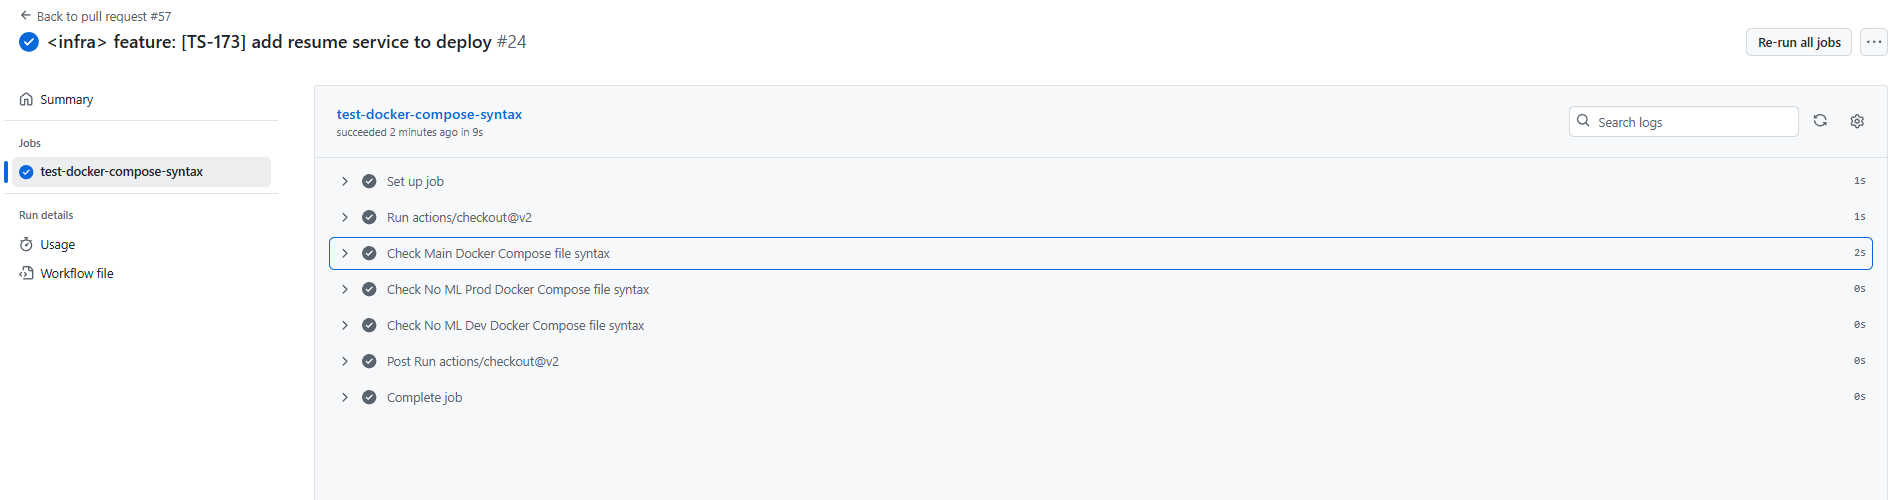 Back to pull request #57
<infra> feature: [TS-173] add resume service to deploy #24
Re-run all jobs
Summary
Jobs
test-docker-compose-syntax
Run details
Usage
Workflow file
test-docker-compose-syntax
succeeded 2 minutes ago in 9s
Search logs
Set up job 1s
Run actions/checkout@v2 1s
Check Main Docker Compose file syntax 2s
Check No ML Prod Docker Compose file syntax 0s
Check No ML Dev Docker Compose file syntax 0s
Post Run actions/checkout@v2 0s
Complete job 0s